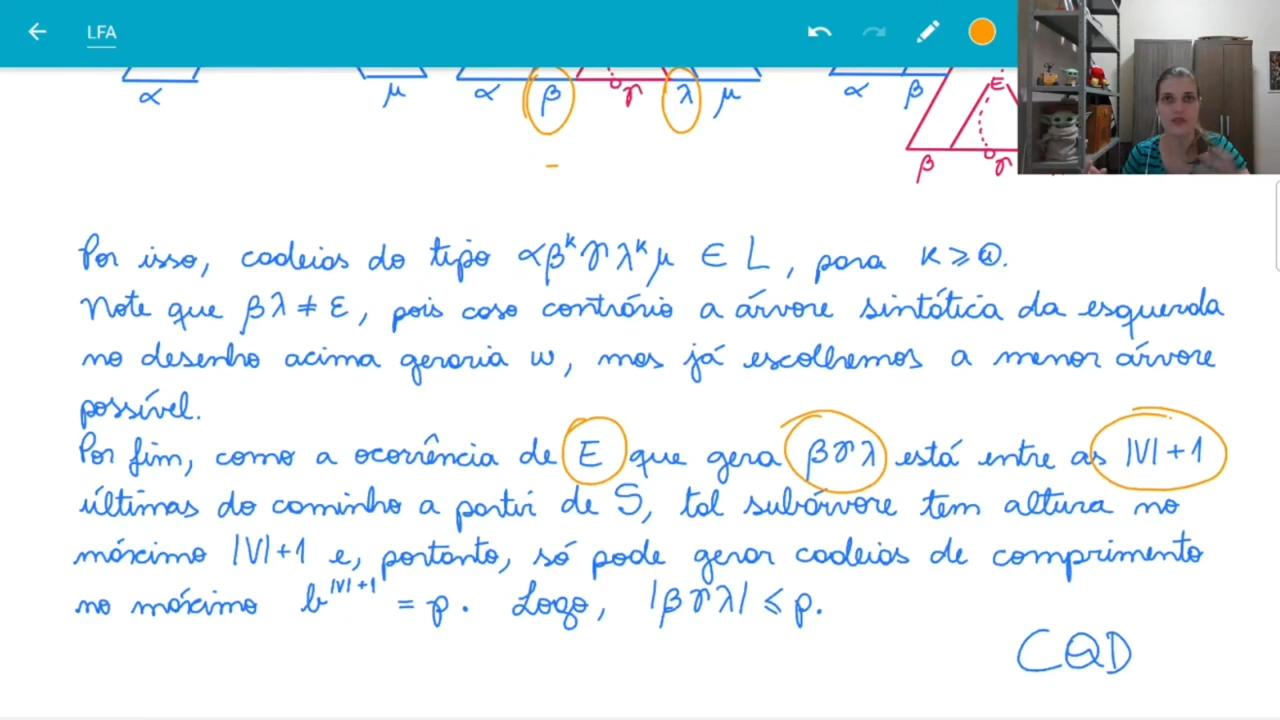 LFA
E
α μ α β γ λ μ α β
β γ
Por isso, cadeias do tipo αβᵏγλᵏμ ∈ L, para k ≥ 0.
Note que βλ ≠ ε, pois caso contrário a árvore sintática da esquerda
no desenho acima geraria w, mas já escolhemos a menor árvore
possível.
Por fim, como a ocorrência de E que gera βγλ está entre as |V|+1
últimas do caminho a partir de S, tal subárvore tem altura no
máximo |V|+1 e, portanto, só pode gerar cadeias de comprimento
no máximo b^|V|+1 = p. Logo, |βγλ| ≤ p.
CQD